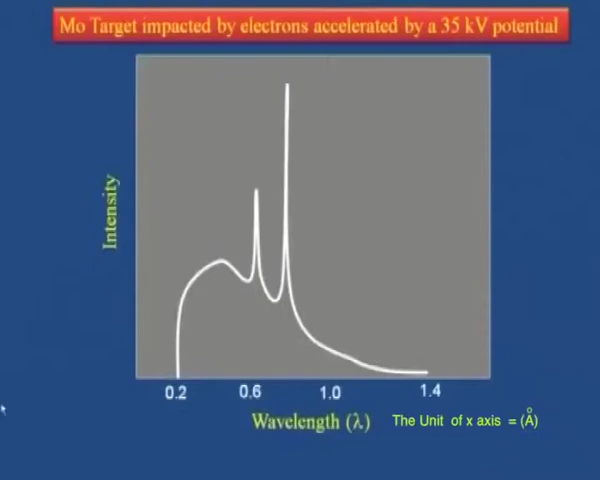 Mo Target impacted by electrons accelerated by a 35 kV potential
Intensity
0.2 0.6 1.0 1.4
Wavelength (λ)
The Unit of x axis = (Å)